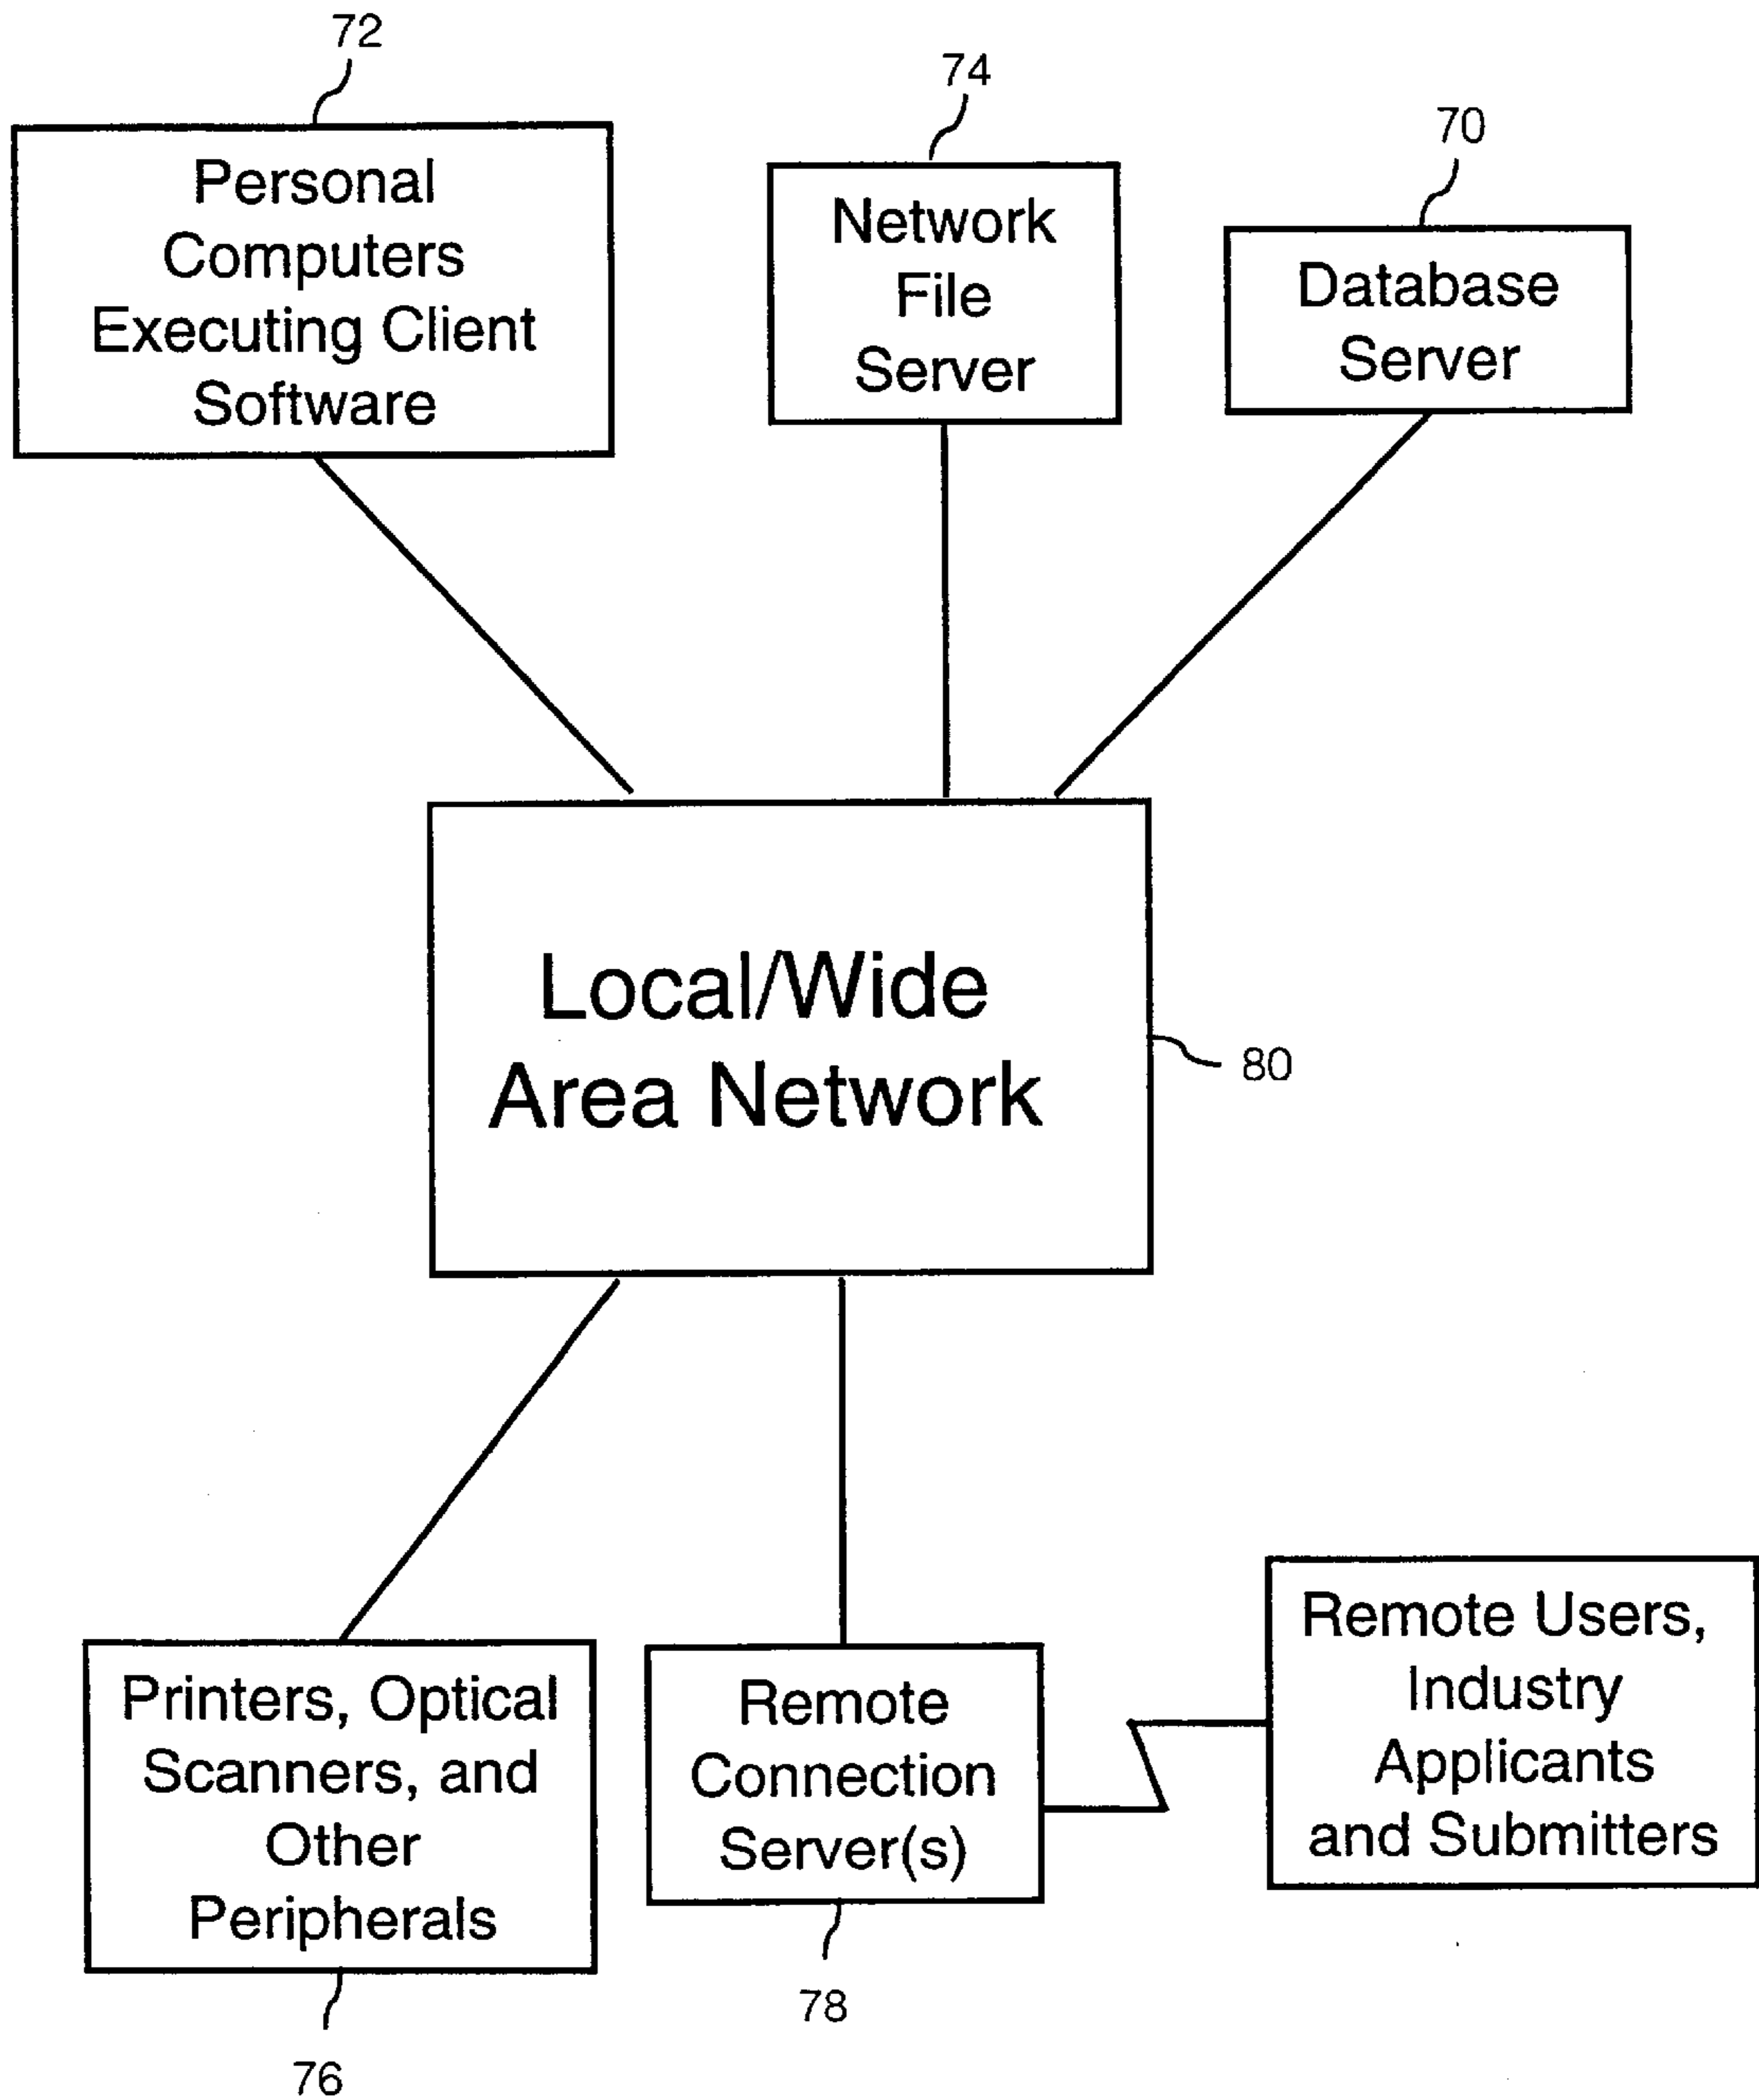 72
Personal
Computers
Executing Client
Software
74
Network
File
Server
70
Database
Server
Local/Wide
Area Network
80
Printers, Optical
Scanners, and
Other
Peripherals
76
Remote
Connection
Server(s)
78
Remote Users,
Industry
Applicants
and Submitters